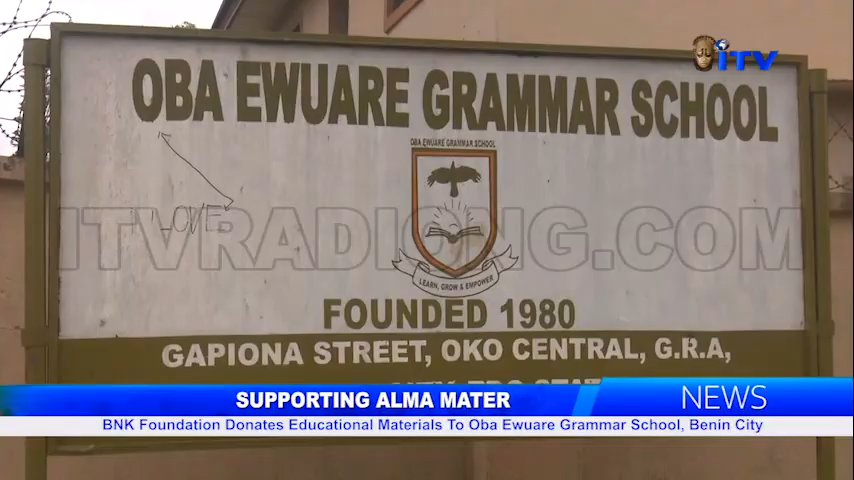 iTV
OBA EWUARE GRAMMAR SCHOOL
OBA EWUARE GRAMMAR SCHOOL
LOVE
ITVRADIONG.COM
LEARN, GROW & EMPOWER
FOUNDED 1980
GAPIONA STREET, OKO CENTRAL, G.R.A,
SUPPORTING ALMA MATER
NEWS
BNK Foundation Donates Educational Materials To Oba Ewuare Grammar School, Benin City